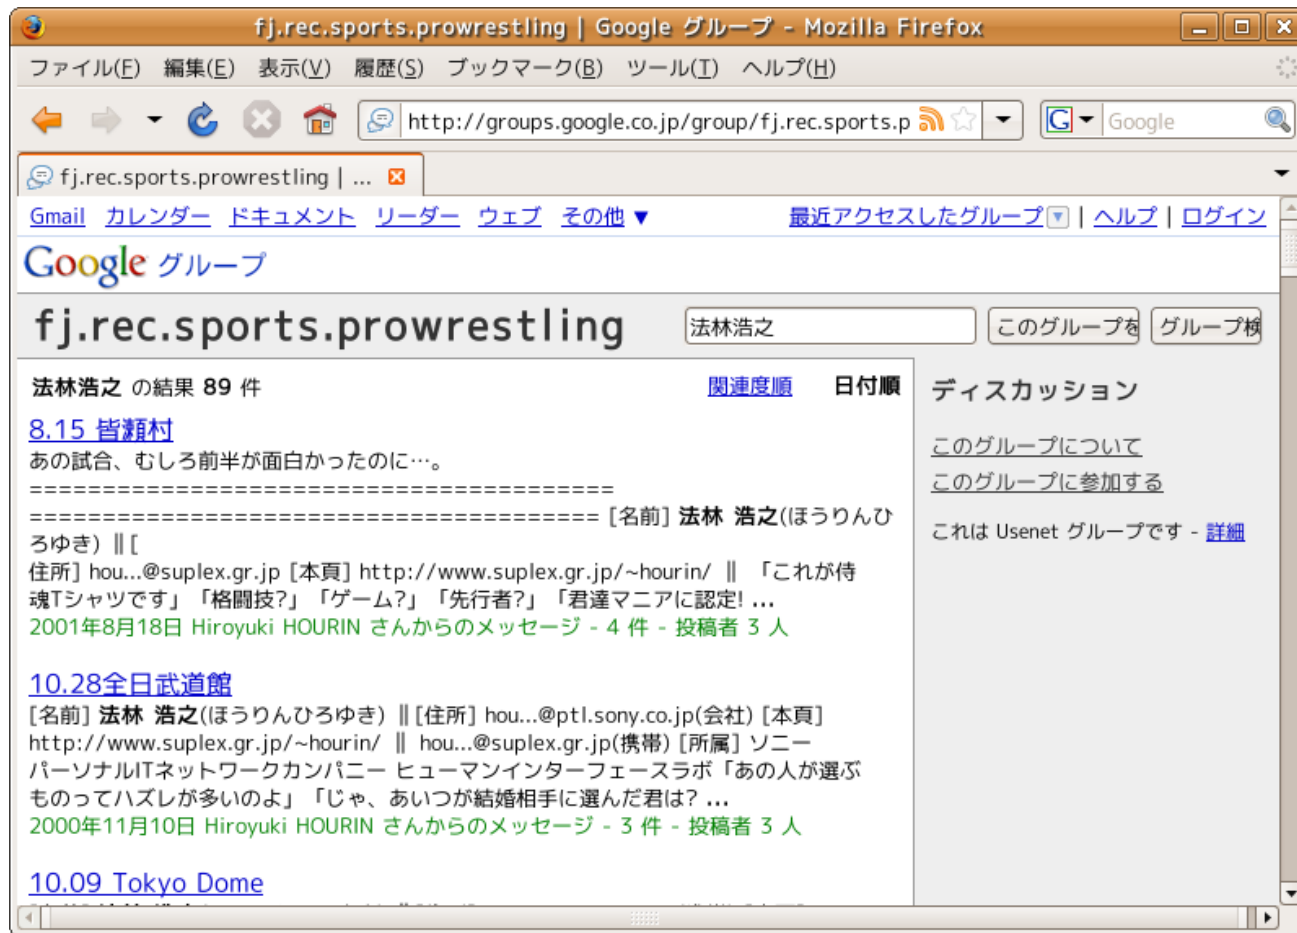 fj.rec.sports.prowrestling | Google グループ - Mozilla Firefox
ファイル(F) 編集(E) 表示(V) 履歴(S) ブックマーク(B) ツール(T) ヘルプ(H)
http://groups.google.co.jp/group/fj.rec.sports.p
Google
fj.rec.sports.prowrestling | ...
Gmail カレンダー ドキュメント リーダー ウェブ その他 ▼ 最近アクセスしたグループ | ヘルプ | ログイン
Google グループ
fj.rec.sports.prowrestling 法林浩之 このグループを グループ検
法林浩之 の結果 89 件 関連度順 日付順
8.15 皆瀬村
あの試合、むしろ前半が面白かったのに…。
========================================
======================================= [名前] 法林 浩之(ほうりんひ
ろゆき) ‖ [
住所] hou...@suplex.gr.jp [本頁] http://www.suplex.gr.jp/~hourin/ ‖ 「これが侍
魂Tシャツです」「格闘技?」「ゲーム?」「先行者?」「君達マニアに認定! ...
2001年8月18日 Hiroyuki HOURIN さんからのメッセージ - 4 件 - 投稿者 3 人
10.28全日武道館
[名前] 法林 浩之(ほうりんひろゆき) ‖ [住所] hou...@ptl.sony.co.jp(会社) [本頁]
http://www.suplex.gr.jp/~hourin/ ‖ hou...@suplex.gr.jp(携帯) [所属] ソニー
パーソナルITネットワークカンパニー ヒューマンインターフェースラボ「あの人が選ぶ
ものってハズレが多いのよ」「じゃ、あいつが結婚相手に選んだ君は? ...
2000年11月10日 Hiroyuki HOURIN さんからのメッセージ - 3 件 - 投稿者 3 人
10.09 Tokyo Dome
ディスカッション
このグループについて
このグループに参加する
これは Usenet グループです - 詳細